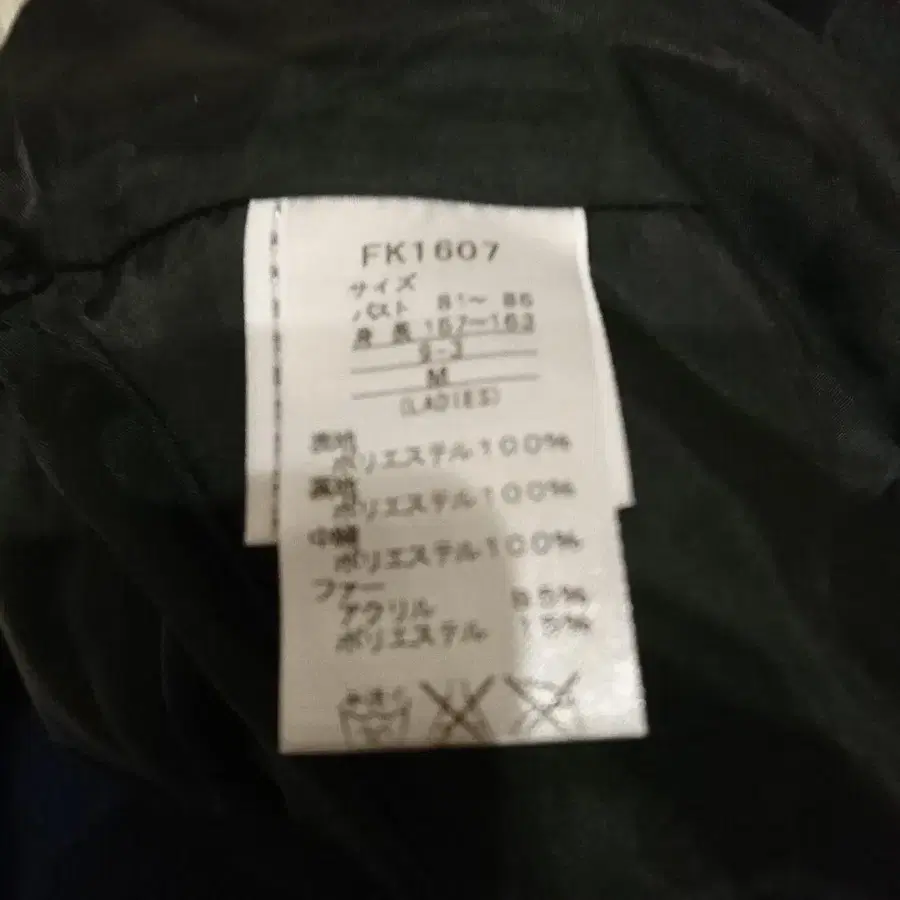 FK1607
サイズ
バスト 81～ 86
身長 157～163
M
(LADIES)
表地
ポリエステル100%
裏地
ポリエステル100%
中綿
ポリエステル100%
ファー
アクリル 85%
ポリエステル 15%